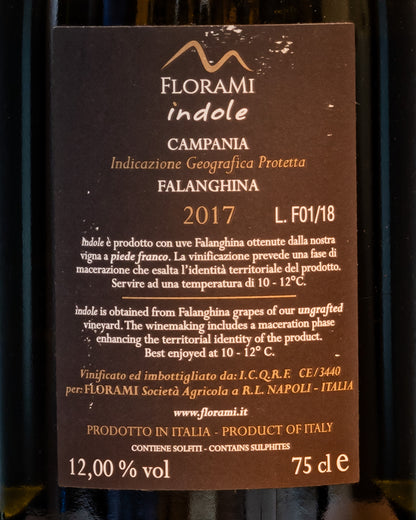 FLORAMI
indole
CAMPANIA
Indicazione Geografica Protetta
FALANGHINA
2017 L. F01/18
Indole è prodotto con uve Falanghina ottenute dalla nostra
vigna a piede franco. La vinificazione prevede una fase di
macerazione che esalta l'identità territoriale del prodotto.
Servire ad una temperatura di 10 - 12°C.
indole is obtained from Falanghina grapes of our ungrafted
vineyard. The winemaking includes a maceration phase
enhancing the territorial identity of the product.
Best enjoyed at 10 - 12° C.
Vinificato ed imbottigliato da: I.C.Q.R.F. CE/3440
per: FLORAMI Società Agricola a R.L. NAPOLI - ITALIA
www.florami.it
PRODOTTO IN ITALIA - PRODUCT OF ITALY
CONTIENE SOLFITI - CONTAINS SULPHITES
12,00 % vol 75 cl e